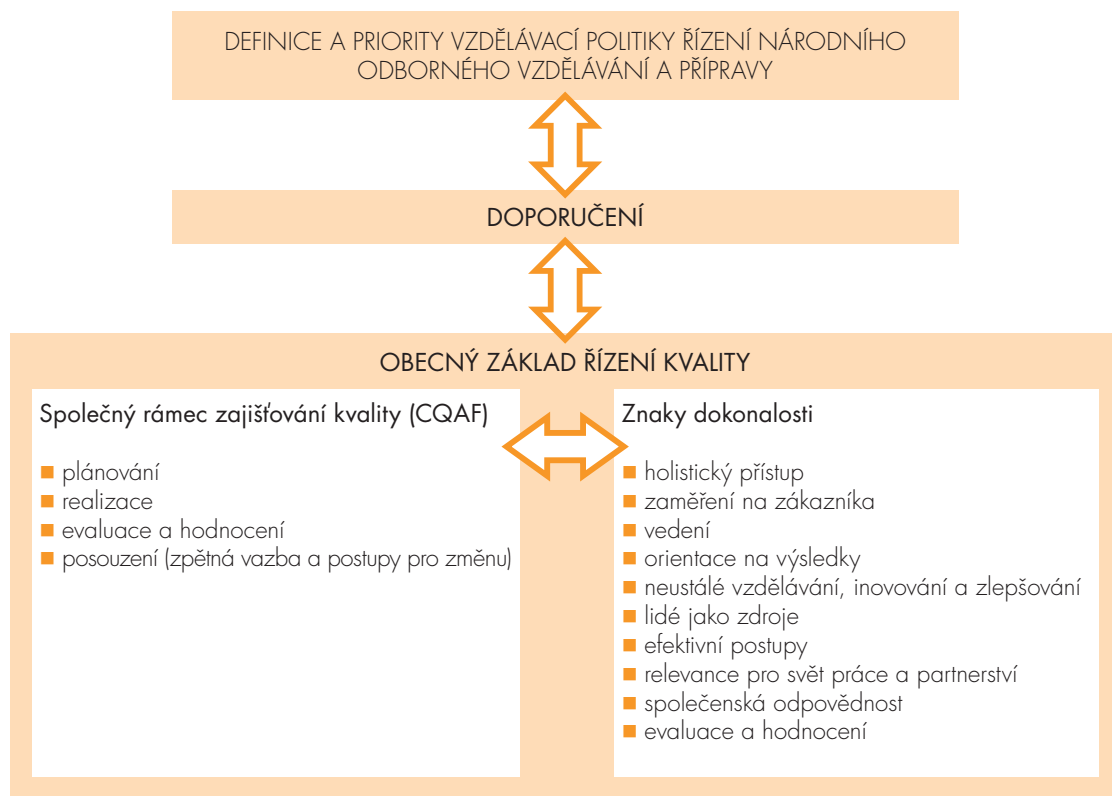 DEFINICE A PRIORITY VZDĚLÁVACÍ POLITIKY ŘÍZENÍ NÁRODNÍHO
ODBORNÉHO VZDĚLÁVÁNÍ A PŘÍPRAVY
DOPORUČENÍ
OBECNÝ ZÁKLAD ŘÍZENÍ KVALITY
Společný rámec zajišťování kvality (CQAF)
plánování
realizace
evaluace a hodnocení
posouzení (zpětná vazba a postupy pro změnu)
Znaky dokonalosti
holistický přístup
zaměření na zákazníka
vedení
orientace na výsledky
neustálé vzdělávání, inovování a zlepšování
lidé jako zdroje
efektivní postupy
relevance pro svět práce a partnerství
společenská odpovědnost
evaluace a hodnocení